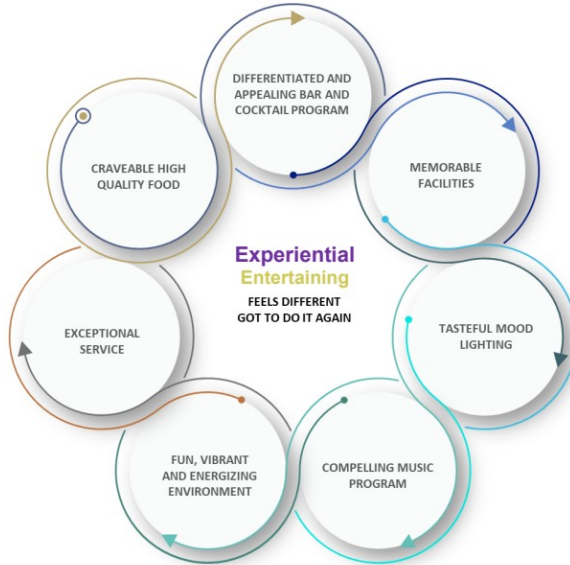 DIFFERENTIATED AND
APPEALING BAR AND
COCKTAIL PROGRAM
MEMORABLE
FACILITIES
TASTEFUL MOOD
LIGHTING
COMPELLING MUSIC
PROGRAM
FUN, VIBRANT
AND ENERGIZING
ENVIRONMENT
EXCEPTIONAL
SERVICE
CRAVEABLE HIGH
QUALITY FOOD
Experiential
Entertaining
FEELS DIFFERENT
GOT TO DO IT AGAIN